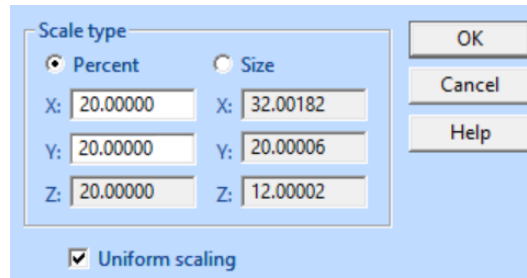 Scale type
Percent Size
X: 20.00000 X: 32.00182
Y: 20.00000 Y: 20.00006
Z: 20.00000 Z: 12.00002
Uniform scaling
OK
Cancel
Help